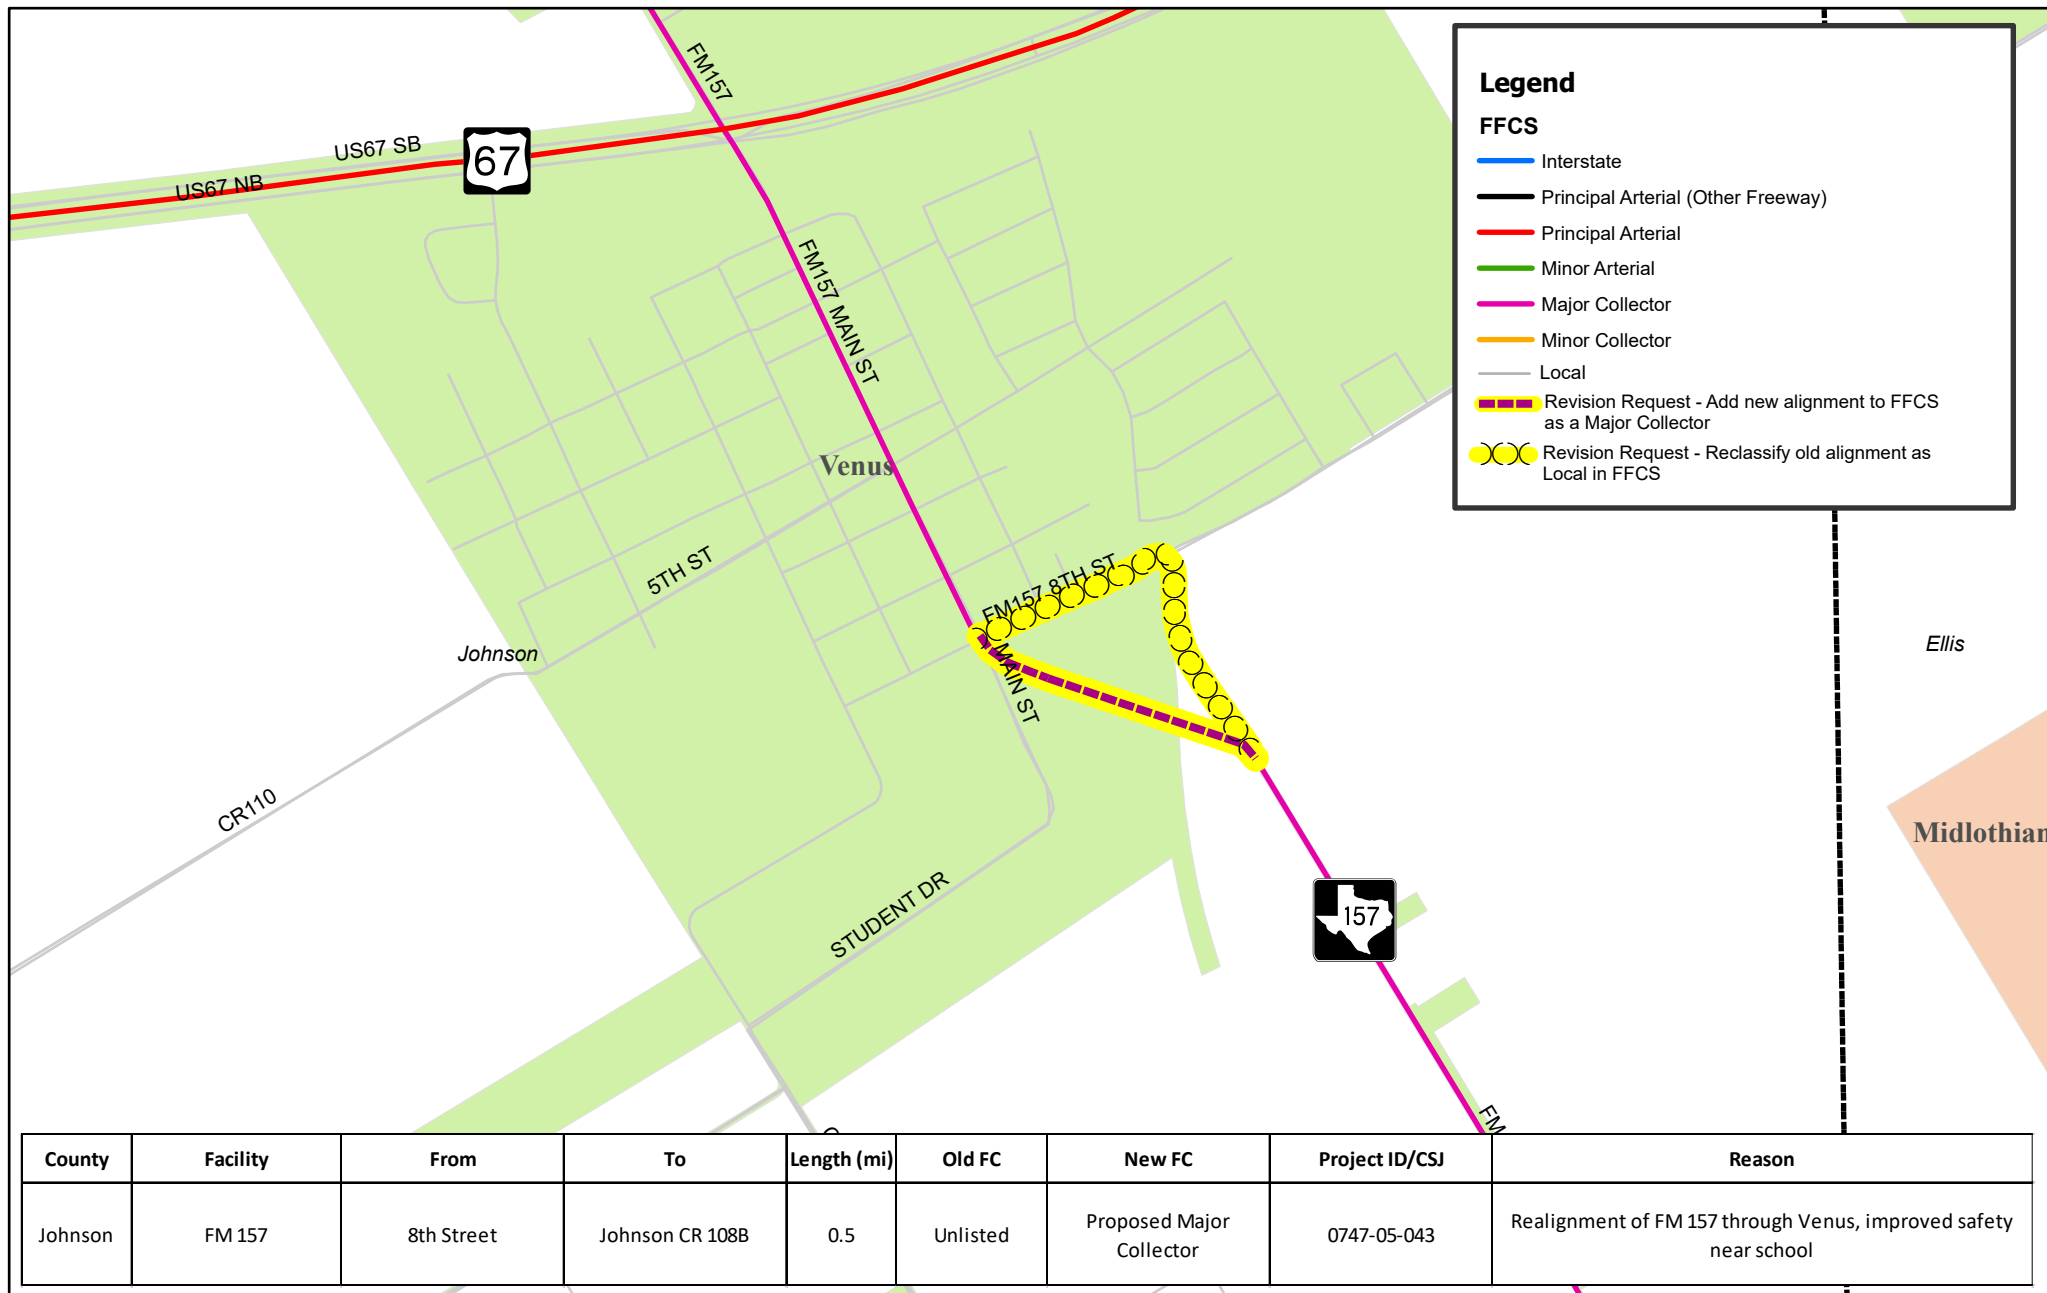 FM157
US67 SB
67
US67 NB
FM157 MAIN ST
Venus
5TH ST
FM157 8TH ST
MAIN ST
Johnson
CR110
STUDENT DR
157
FM
Ellis
Midlothian
Legend
FFCS
Interstate
Principal Arterial (Other Freeway)
Principal Arterial
Minor Arterial
Major Collector
Minor Collector
Local
Revision Request - Add new alignment to FFCS
as a Major Collector
Revision Request - Reclassify old alignment as
Local in FFCS
County Facility From To Length (mi) Old FC New FC Project ID/CSJ Reason
Johnson FM 157 8th Street Johnson CR 108B 0.5 Unlisted Proposed Major Collector 0747-05-043 Realignment of FM 157 through Venus, improved safety near school